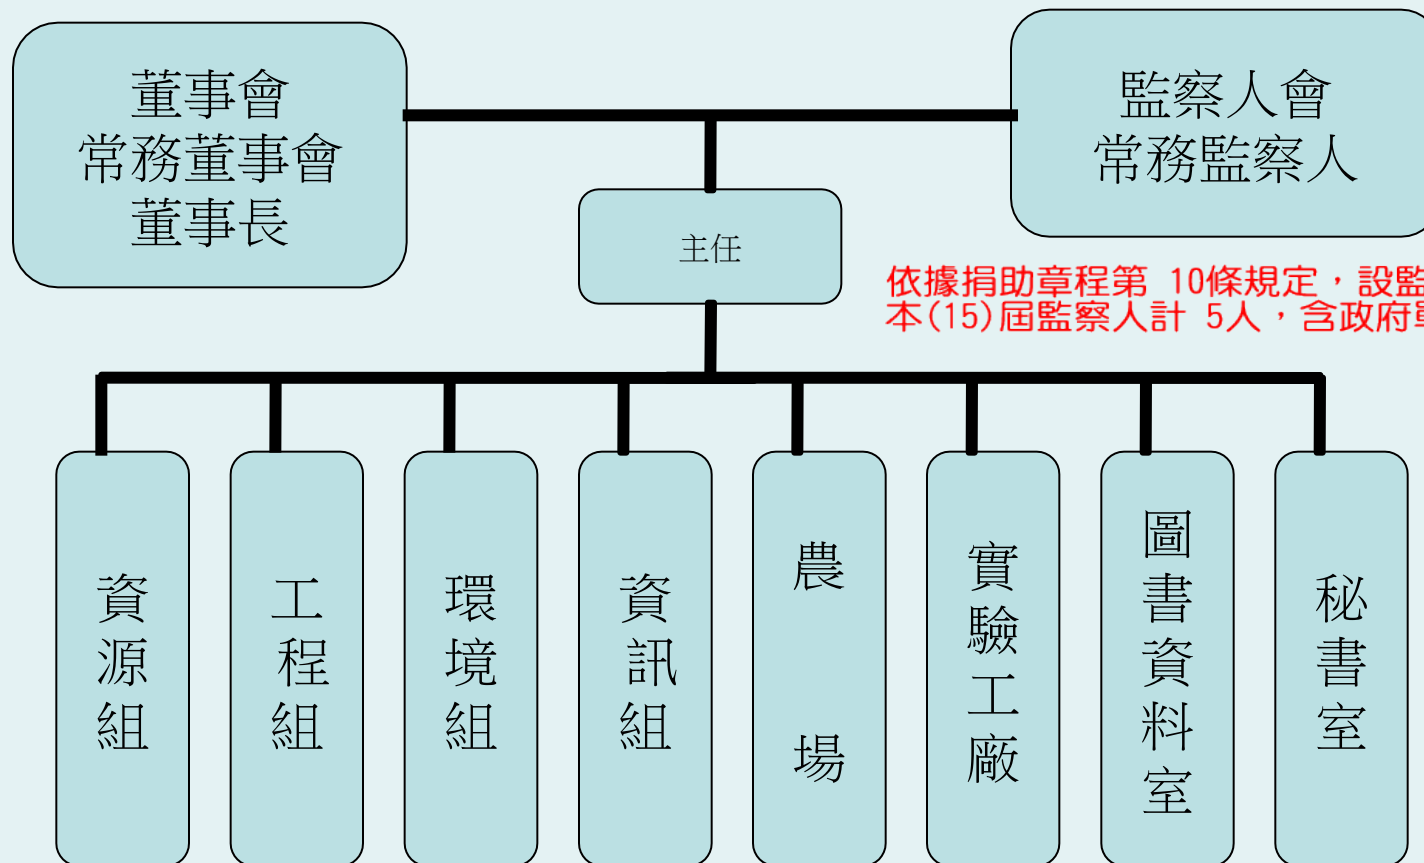 董事會
常務董事會
董事長
監察人會
常務監察人
主任
依據捐助章程第 10條規定，設監
本(15)屆監察人計 5人，含政府單
資源組
工程組
環境組
資訊組
農場
實驗工廠
圖書資料室
秘書室